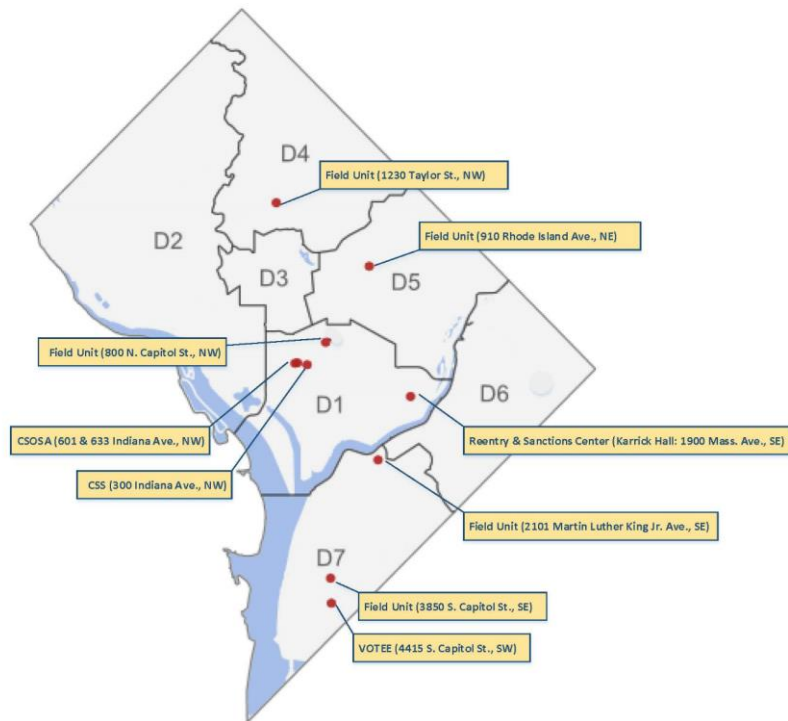 D4
Field Unit (1230 Taylor St., NW)
D2
Field Unit (910 Rhode Island Ave., NE)
D3
D5
Field Unit (800 N. Capitol St., NW)
D6
D1
CSOSA (601 & 633 Indiana Ave., NW)
Reentry & Sanctions Center (Karrick Hall: 1900 Mass. Ave., SE)
CSS (300 Indiana Ave., NW)
Field Unit (2101 Martin Luther King Jr. Ave., SE)
D7
Field Unit (3850 S. Capitol St., SE)
VOTEE (4415 S. Capitol St., SW)